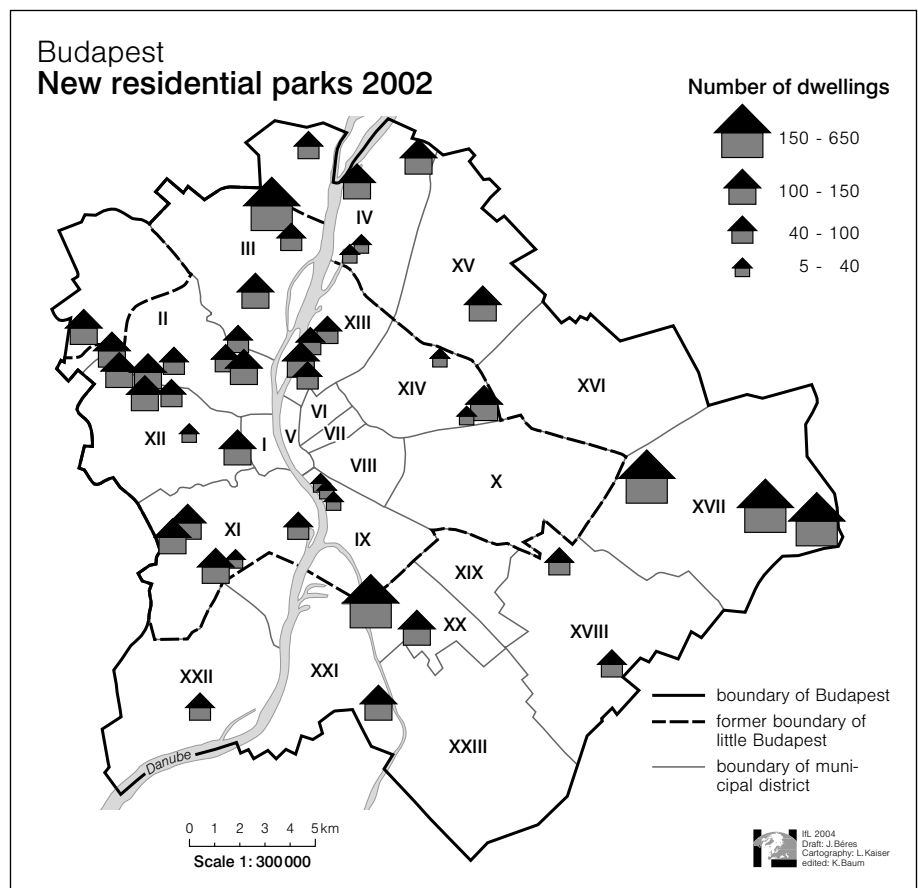 Budapest
New residential parks 2002
Number of dwellings
150 - 650
100 - 150
40 - 100
5 - 40
IV
III
XV
II
XIII
XIV
XVI
VI
XII
I
V
VII
VIII
X
XVII
XI
IX
XIX
XX
XVIII
XXII
XXI
XXIII
Danube
boundary of Budapest
former boundary of
little Budapest
boundary of muni-
cipal district
0 1 2 3 4 5 km
Scale 1: 300 000
IfL 2004
Draft: J. Béres
Cartography: L. Kaiser
edited: K. Baum